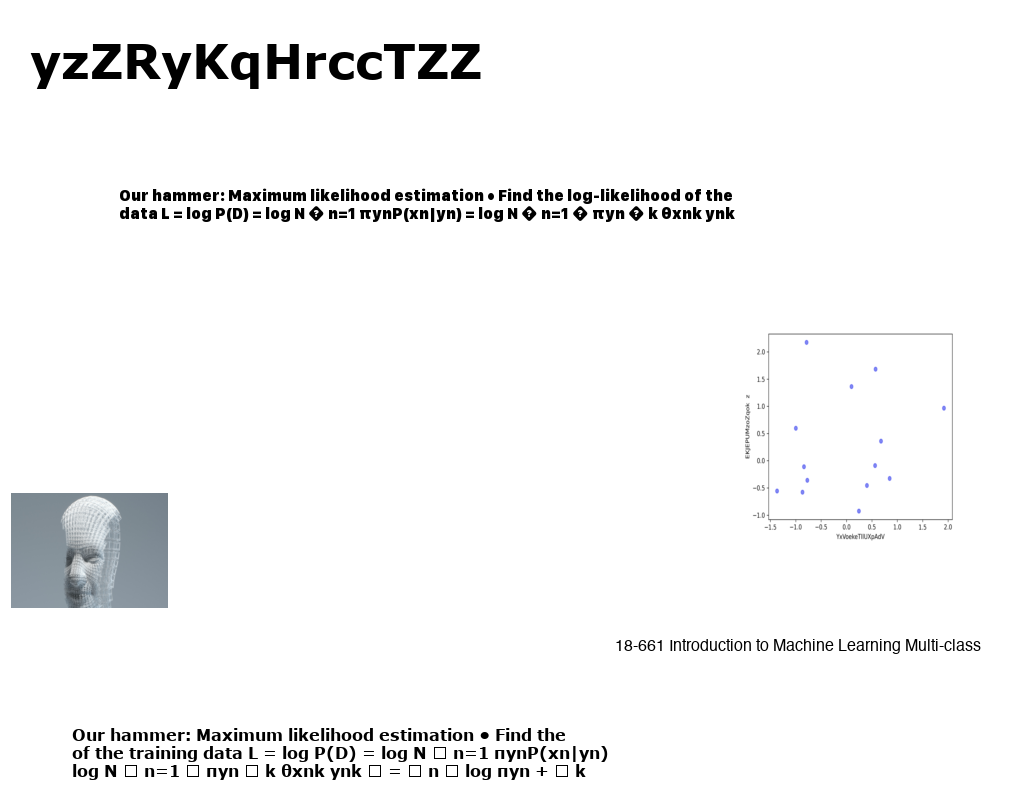 yzZRyKqHrccTZZ
Our hammer: Maximum likelihood estimation • Find the log-likelihood of the
data L = log P(D) = log N � n=1 πynP(xn|yn) = log N � n=1 � πyn � k θxnk ynk
2.0
1.5
1.0
0.5
0.0
−0.5
−1.0
−1.5 −1.0 −0.5 0.0 0.5 1.0 1.5 2.0
18-661 Introduction to Machine Learning Multi-class
Our hammer: Maximum likelihood estimation • Find the
of the training data L = log P(D) = log N □ n=1 πynP(xn|yn)
log N □ n=1 □ πyn □ k θxnk ynk □ = □ n □ log πyn + □ k